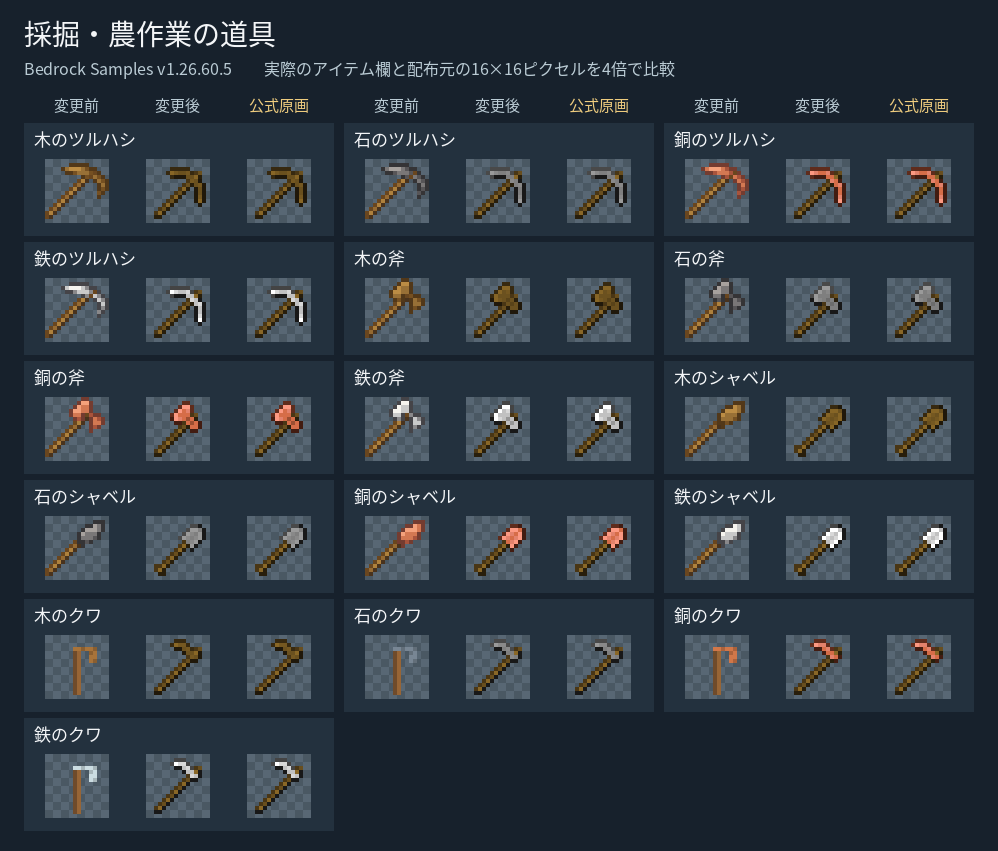 採掘・農作業の道具
Bedrock Samples v1.26.60.5 実際のアイテム欄と配布元の16×16ピクセルを4倍で比較
変更前 変更後 公式原画 変更前 変更後 公式原画 変更前 変更後 公式原画
木のツルハシ 石のツルハシ 銅のツルハシ
鉄のツルハシ 木の斧 石の斧
銅の斧 鉄の斧 木のシャベル
石のシャベル 銅のシャベル 鉄のシャベル
木のクワ 石のクワ 銅のクワ
鉄のクワ